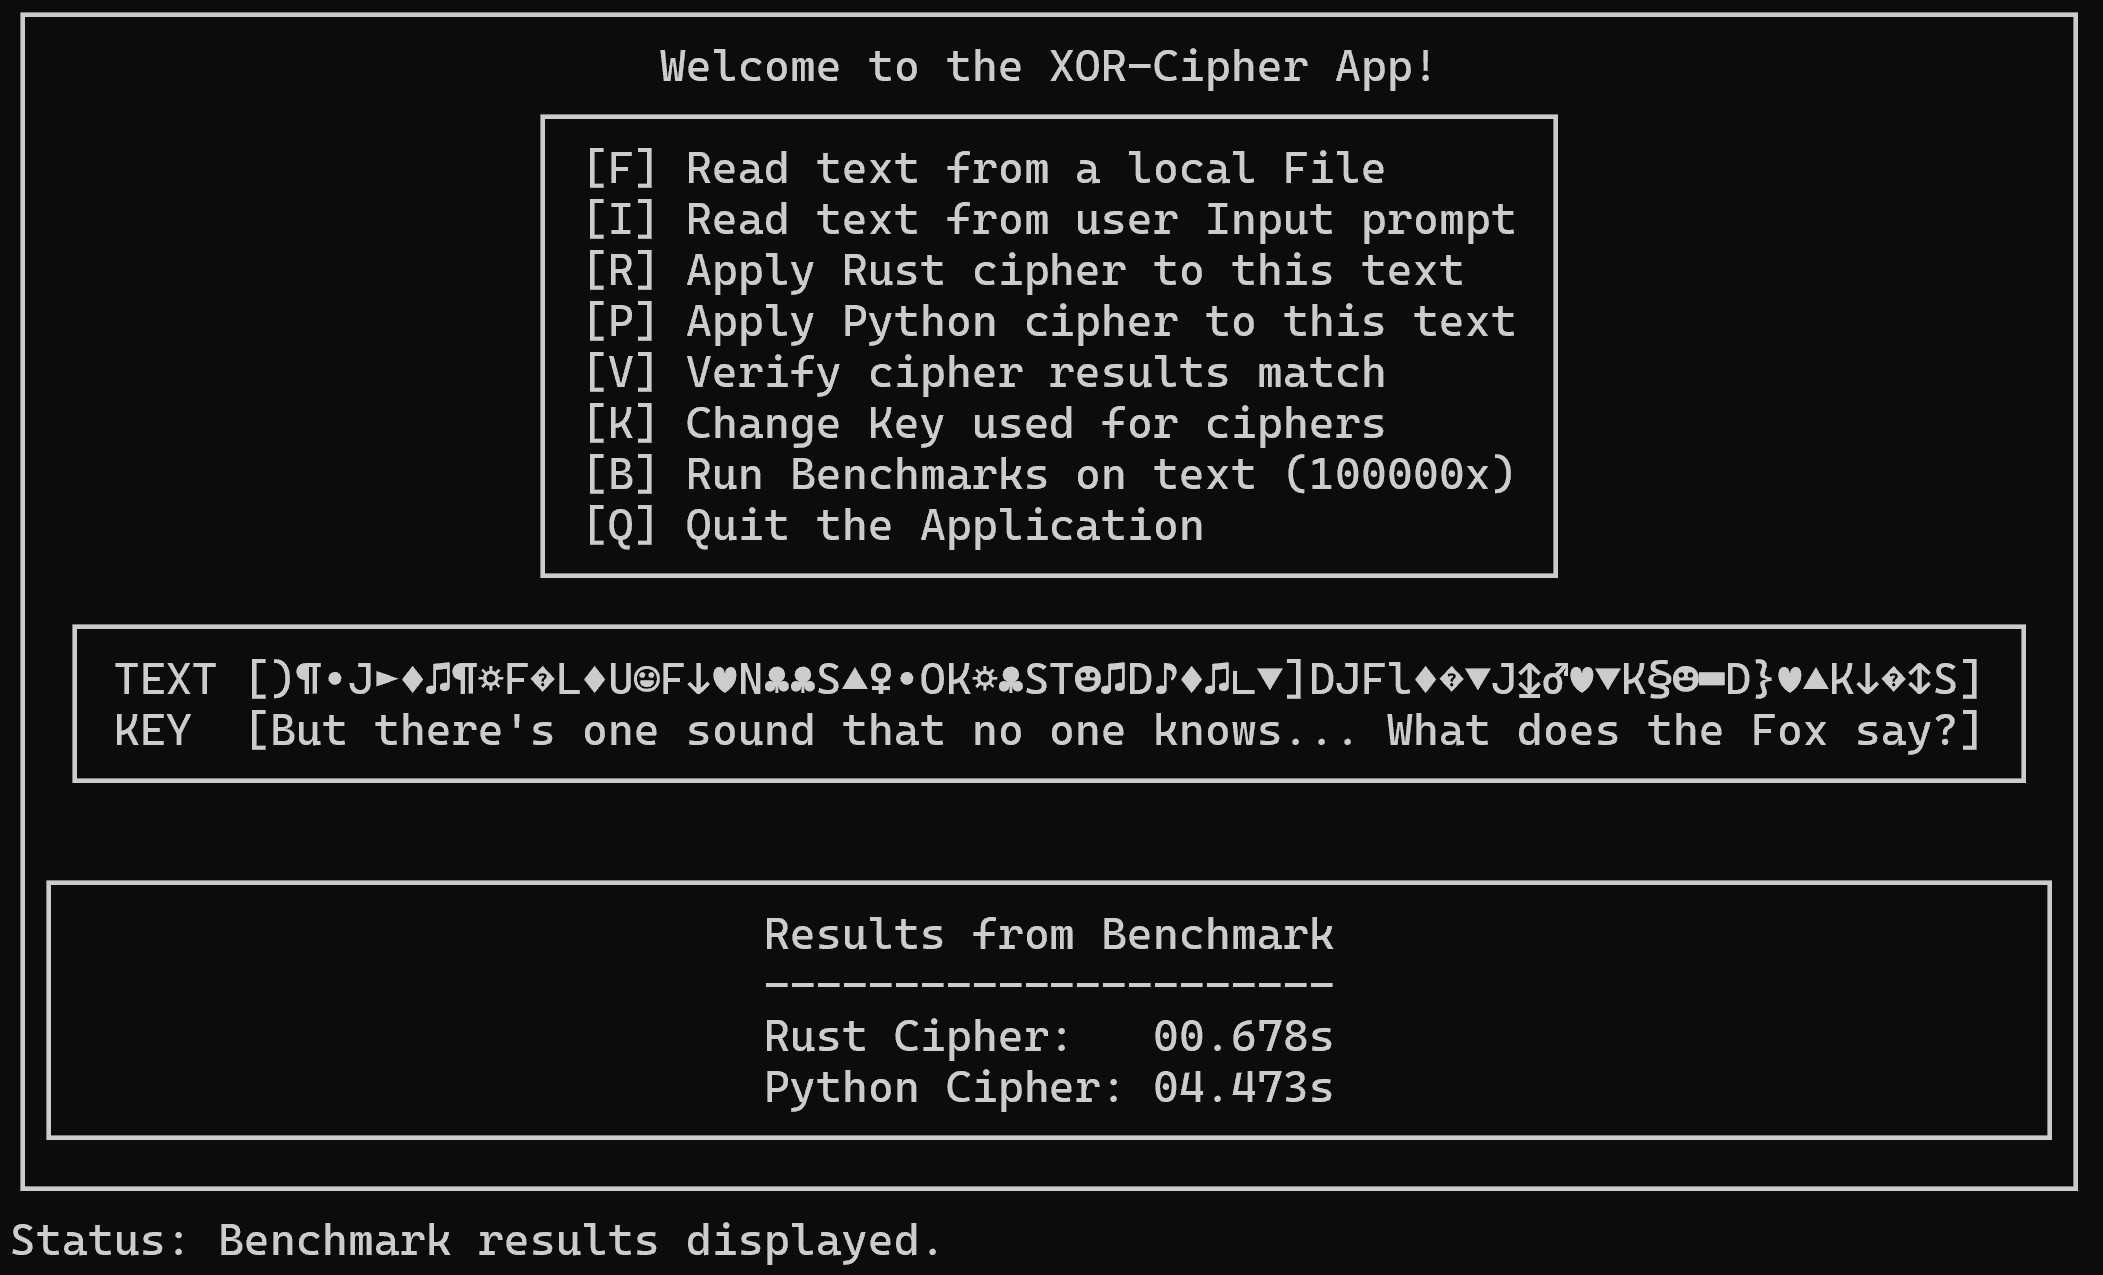 Welcome to the XOR-Cipher App!
[F] Read text from a local File
[I] Read text from user Input prompt
[R] Apply Rust cipher to this text
[P] Apply Python cipher to this text
[V] Verify cipher results match
[K] Change Key used for ciphers
[B] Run Benchmarks on text (100000x)
[Q] Quit the Application
TEXT [)¶•J►♦♫¶☼F�L♦U☺F↓♥N♣♣S▲♀•OK☼♣ST☻♫D♪♦♫∟▼]DJFl♦�▼J↨♂♥▼K§☻▬D}♥▲K↓�↕S]
KEY  [But there's one sound that no one knows... What does the Fox say?]
Results from Benchmark
----------------------
Rust Cipher:   00.678s
Python Cipher: 04.473s
Status: Benchmark results displayed.